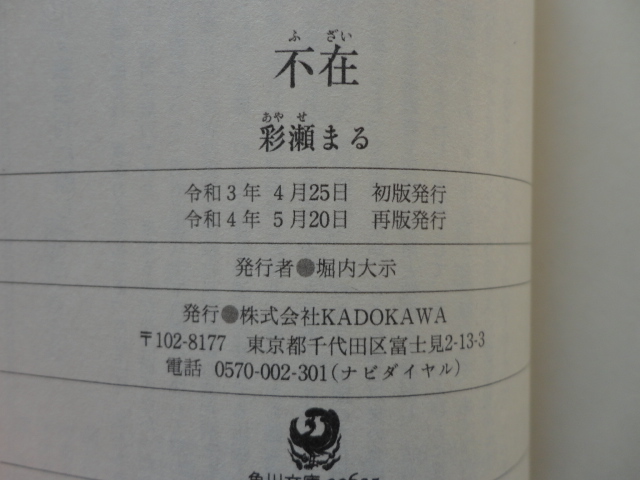 ふ ざい
不在
あや せ
彩瀬まる
令和3年 4月25日 初版発行
令和4年 5月20日 再版発行
発行者●堀内大示
発行●株式会社KADOKAWA
〒102-8177 東京都千代田区富士見2-13-3
電話 0570-002-301(ナビダイヤル)
角川文庫